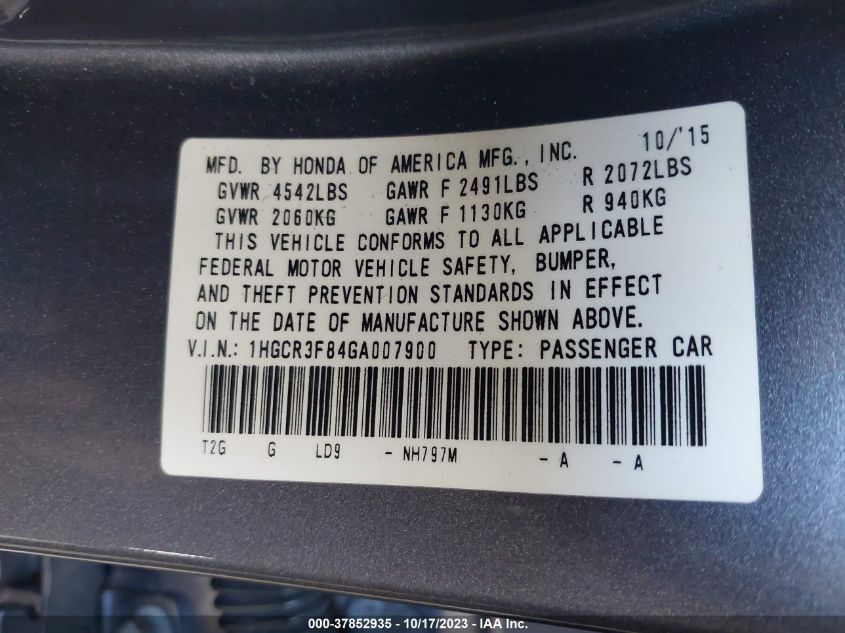 MFD. BY HONDA OF AMERICA MFG., INC. 10/'15
GVWR 4542LBS GAWR F 2491LBS R 2072LBS
GVWR 2060KG GAWR F 1130KG R 940KG
THIS VEHICLE CONFORMS TO ALL APPLICABLE
FEDERAL MOTOR VEHICLE SAFETY, BUMPER,
AND THEFT PREVENTION STANDARDS IN EFFECT
ON THE DATE OF MANUFACTURE SHOWN ABOVE.
V.I.N.: 1HGCR3F84GA007900 TYPE: PASSENGER CAR
T2G G LD9 - NH797M - A - A
000-37852935 - 10/17/2023 - IAA Inc.